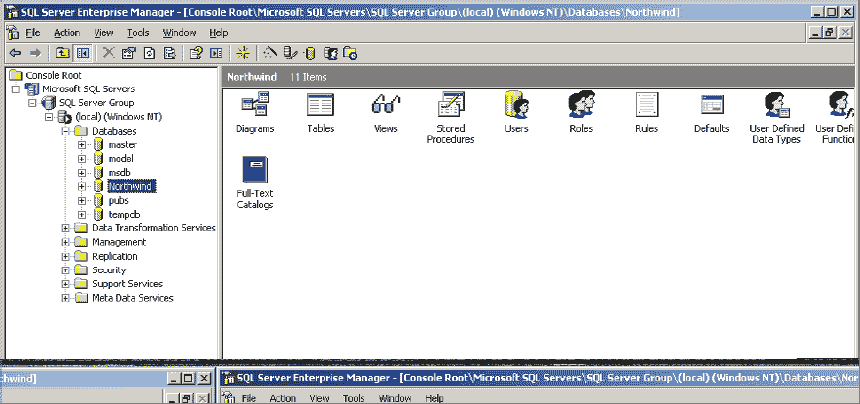 SQL Server Enterprise Manager - [Console Root\Microsoft SQL Servers\SQL Server Group\(local) (Windows NT)\Databases\Northwind]
File Action View Tools Window Help
Console Root
Microsoft SQL Servers
SQL Server Group
(local) (Windows NT)
Databases
master
model
msdb
Northwind
pubs
tempdb
Data Transformation Services
Management
Replication
Security
Support Services
Meta Data Services
Northwind 11 Items
Diagrams
Tables
Views
Stored Procedures
Users
Roles
Rules
Defaults
User Defined Data Types
User Defi
Function
Full-Text Catalogs
chwind]
SQL Server Enterprise Manager - [Console Root\Microsoft SQL Servers\SQL Server Group\(local) (Windows NT)\Databases\Nor
File Action View Tools Window Help